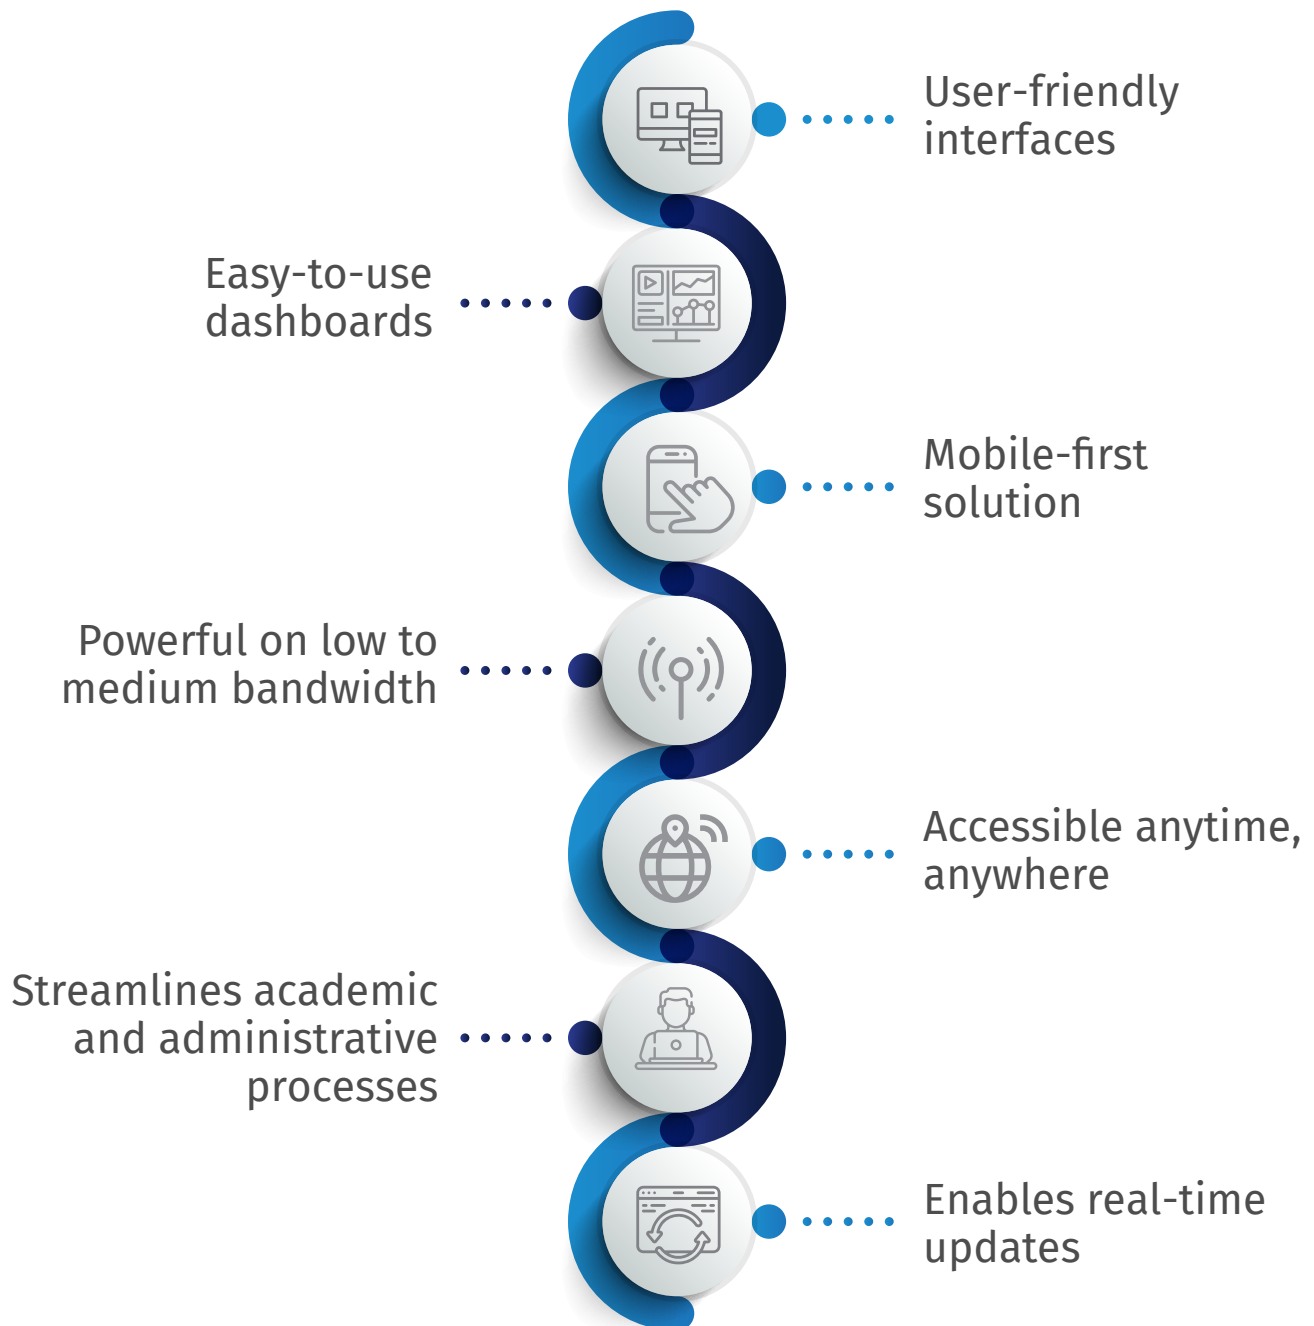 User-friendly
interfaces
Easy-to-use
dashboards
Mobile-first
solution
Powerful on low to
medium bandwidth
Accessible anytime,
anywhere
Streamlines academic
and administrative
processes
Enables real-time
updates